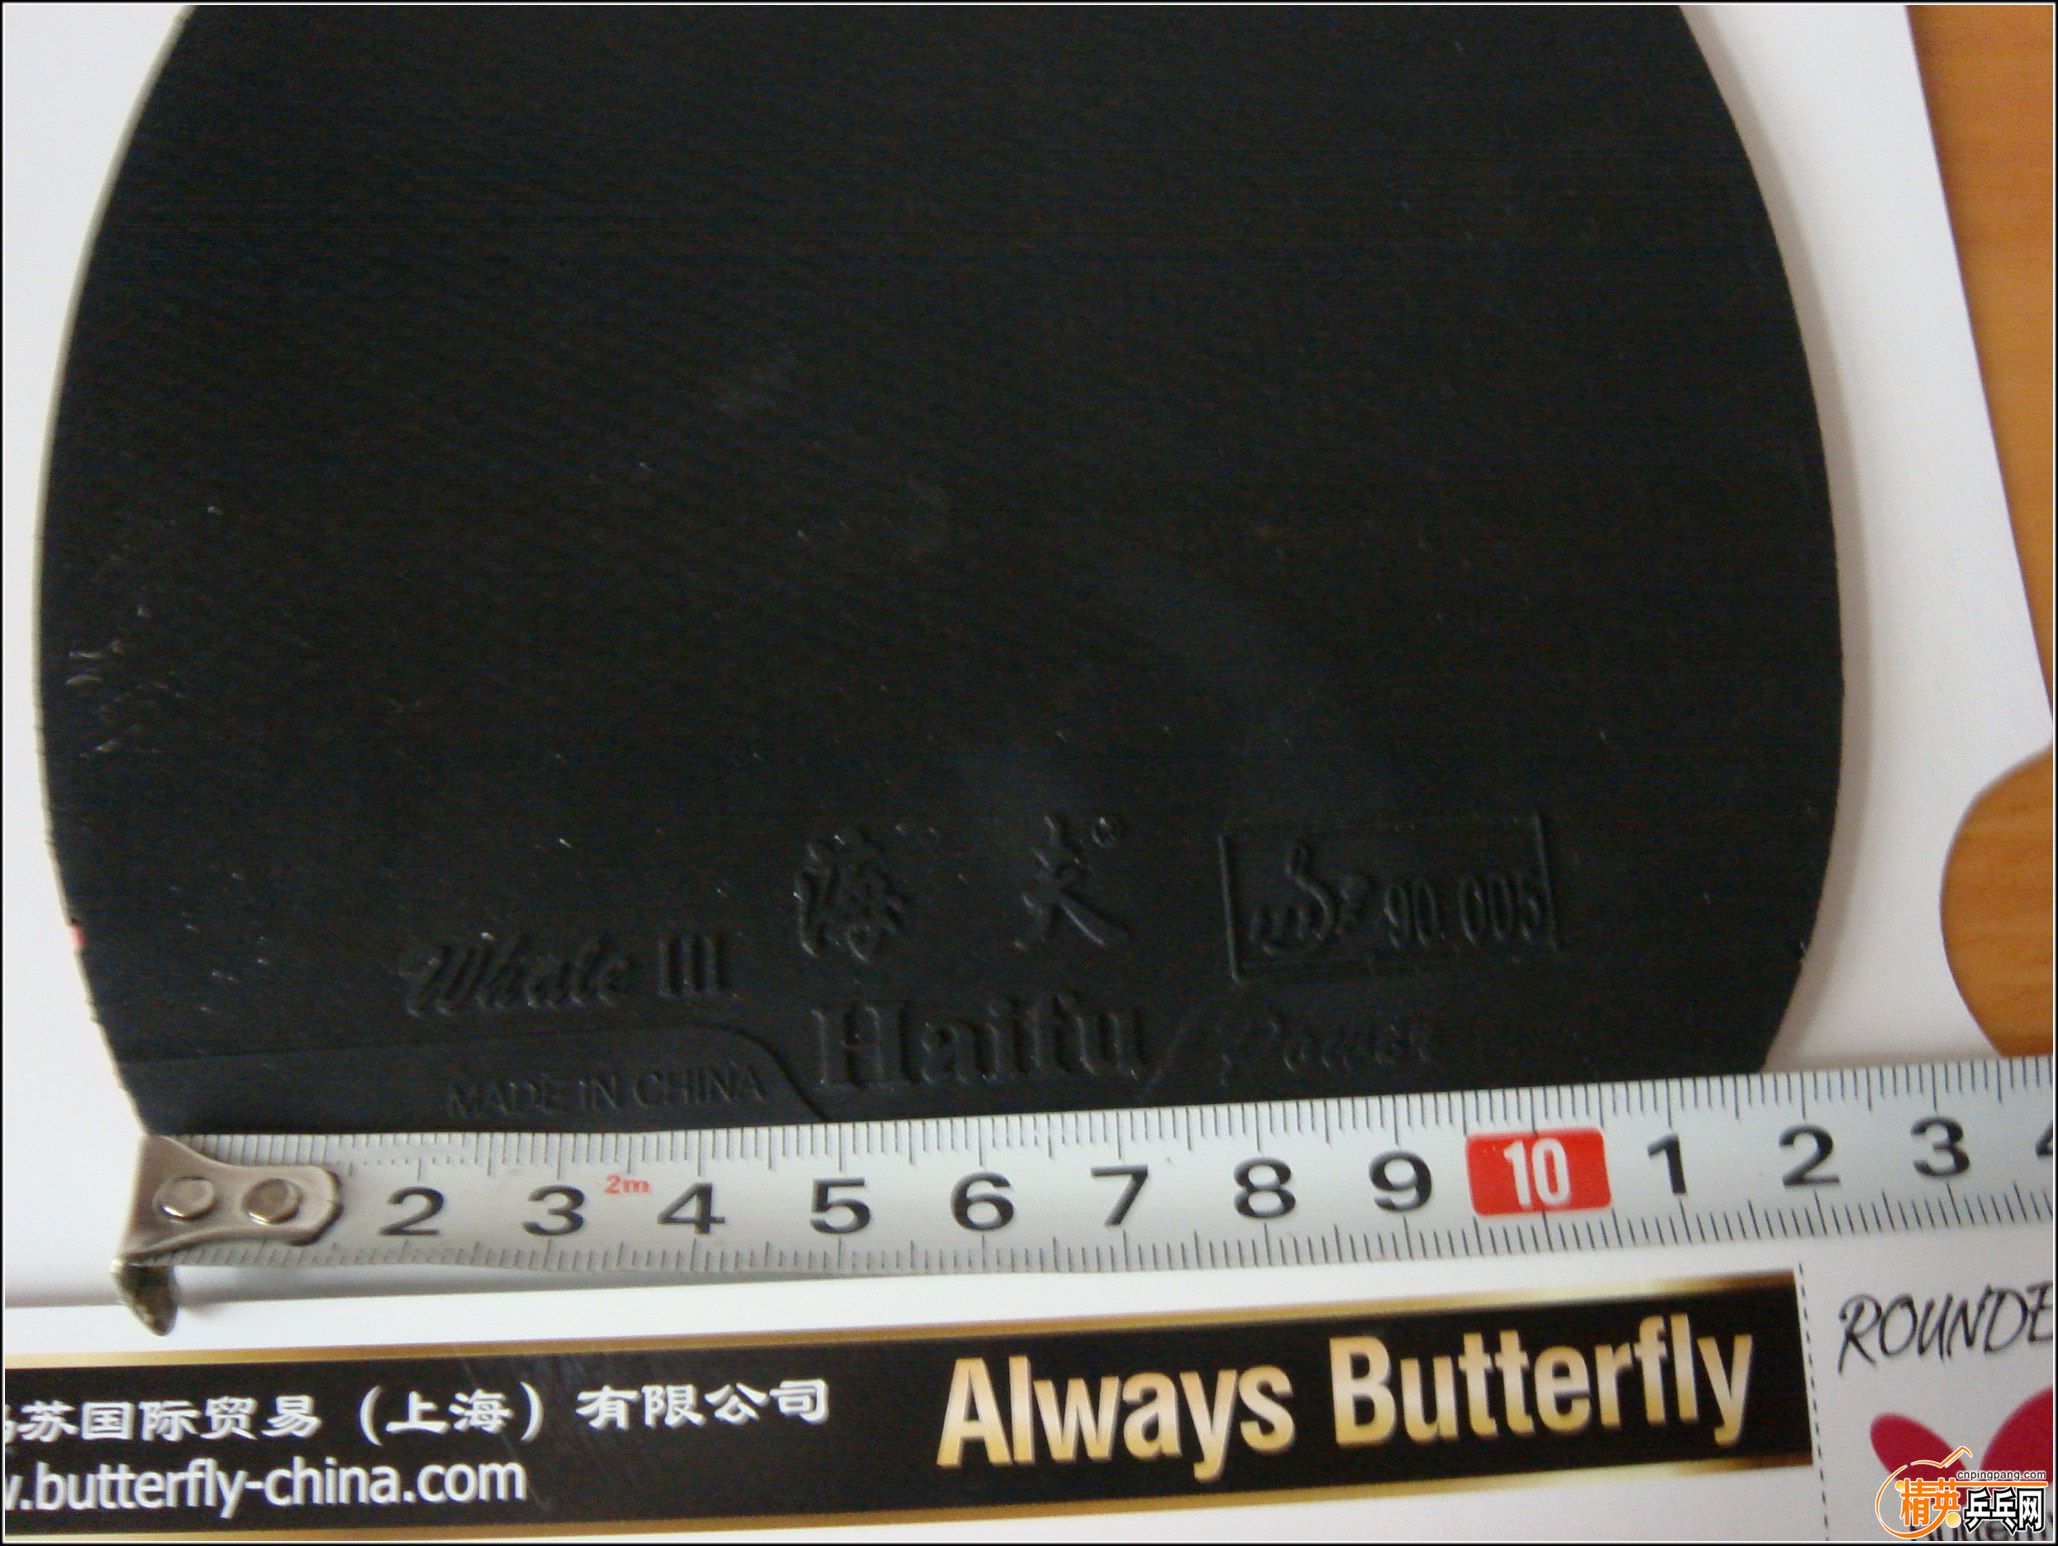 海夫®
90.005
Whale III
Haifu
Power
MADE IN CHINA
2m
2 3 4 5 6 7 8 9 10 1 2 3 4
苏国际贸易（上海）有限公司
.butterfly-china.com
Always Butterfly
ROUNDE
cnpingpang.com
精英乒乓网